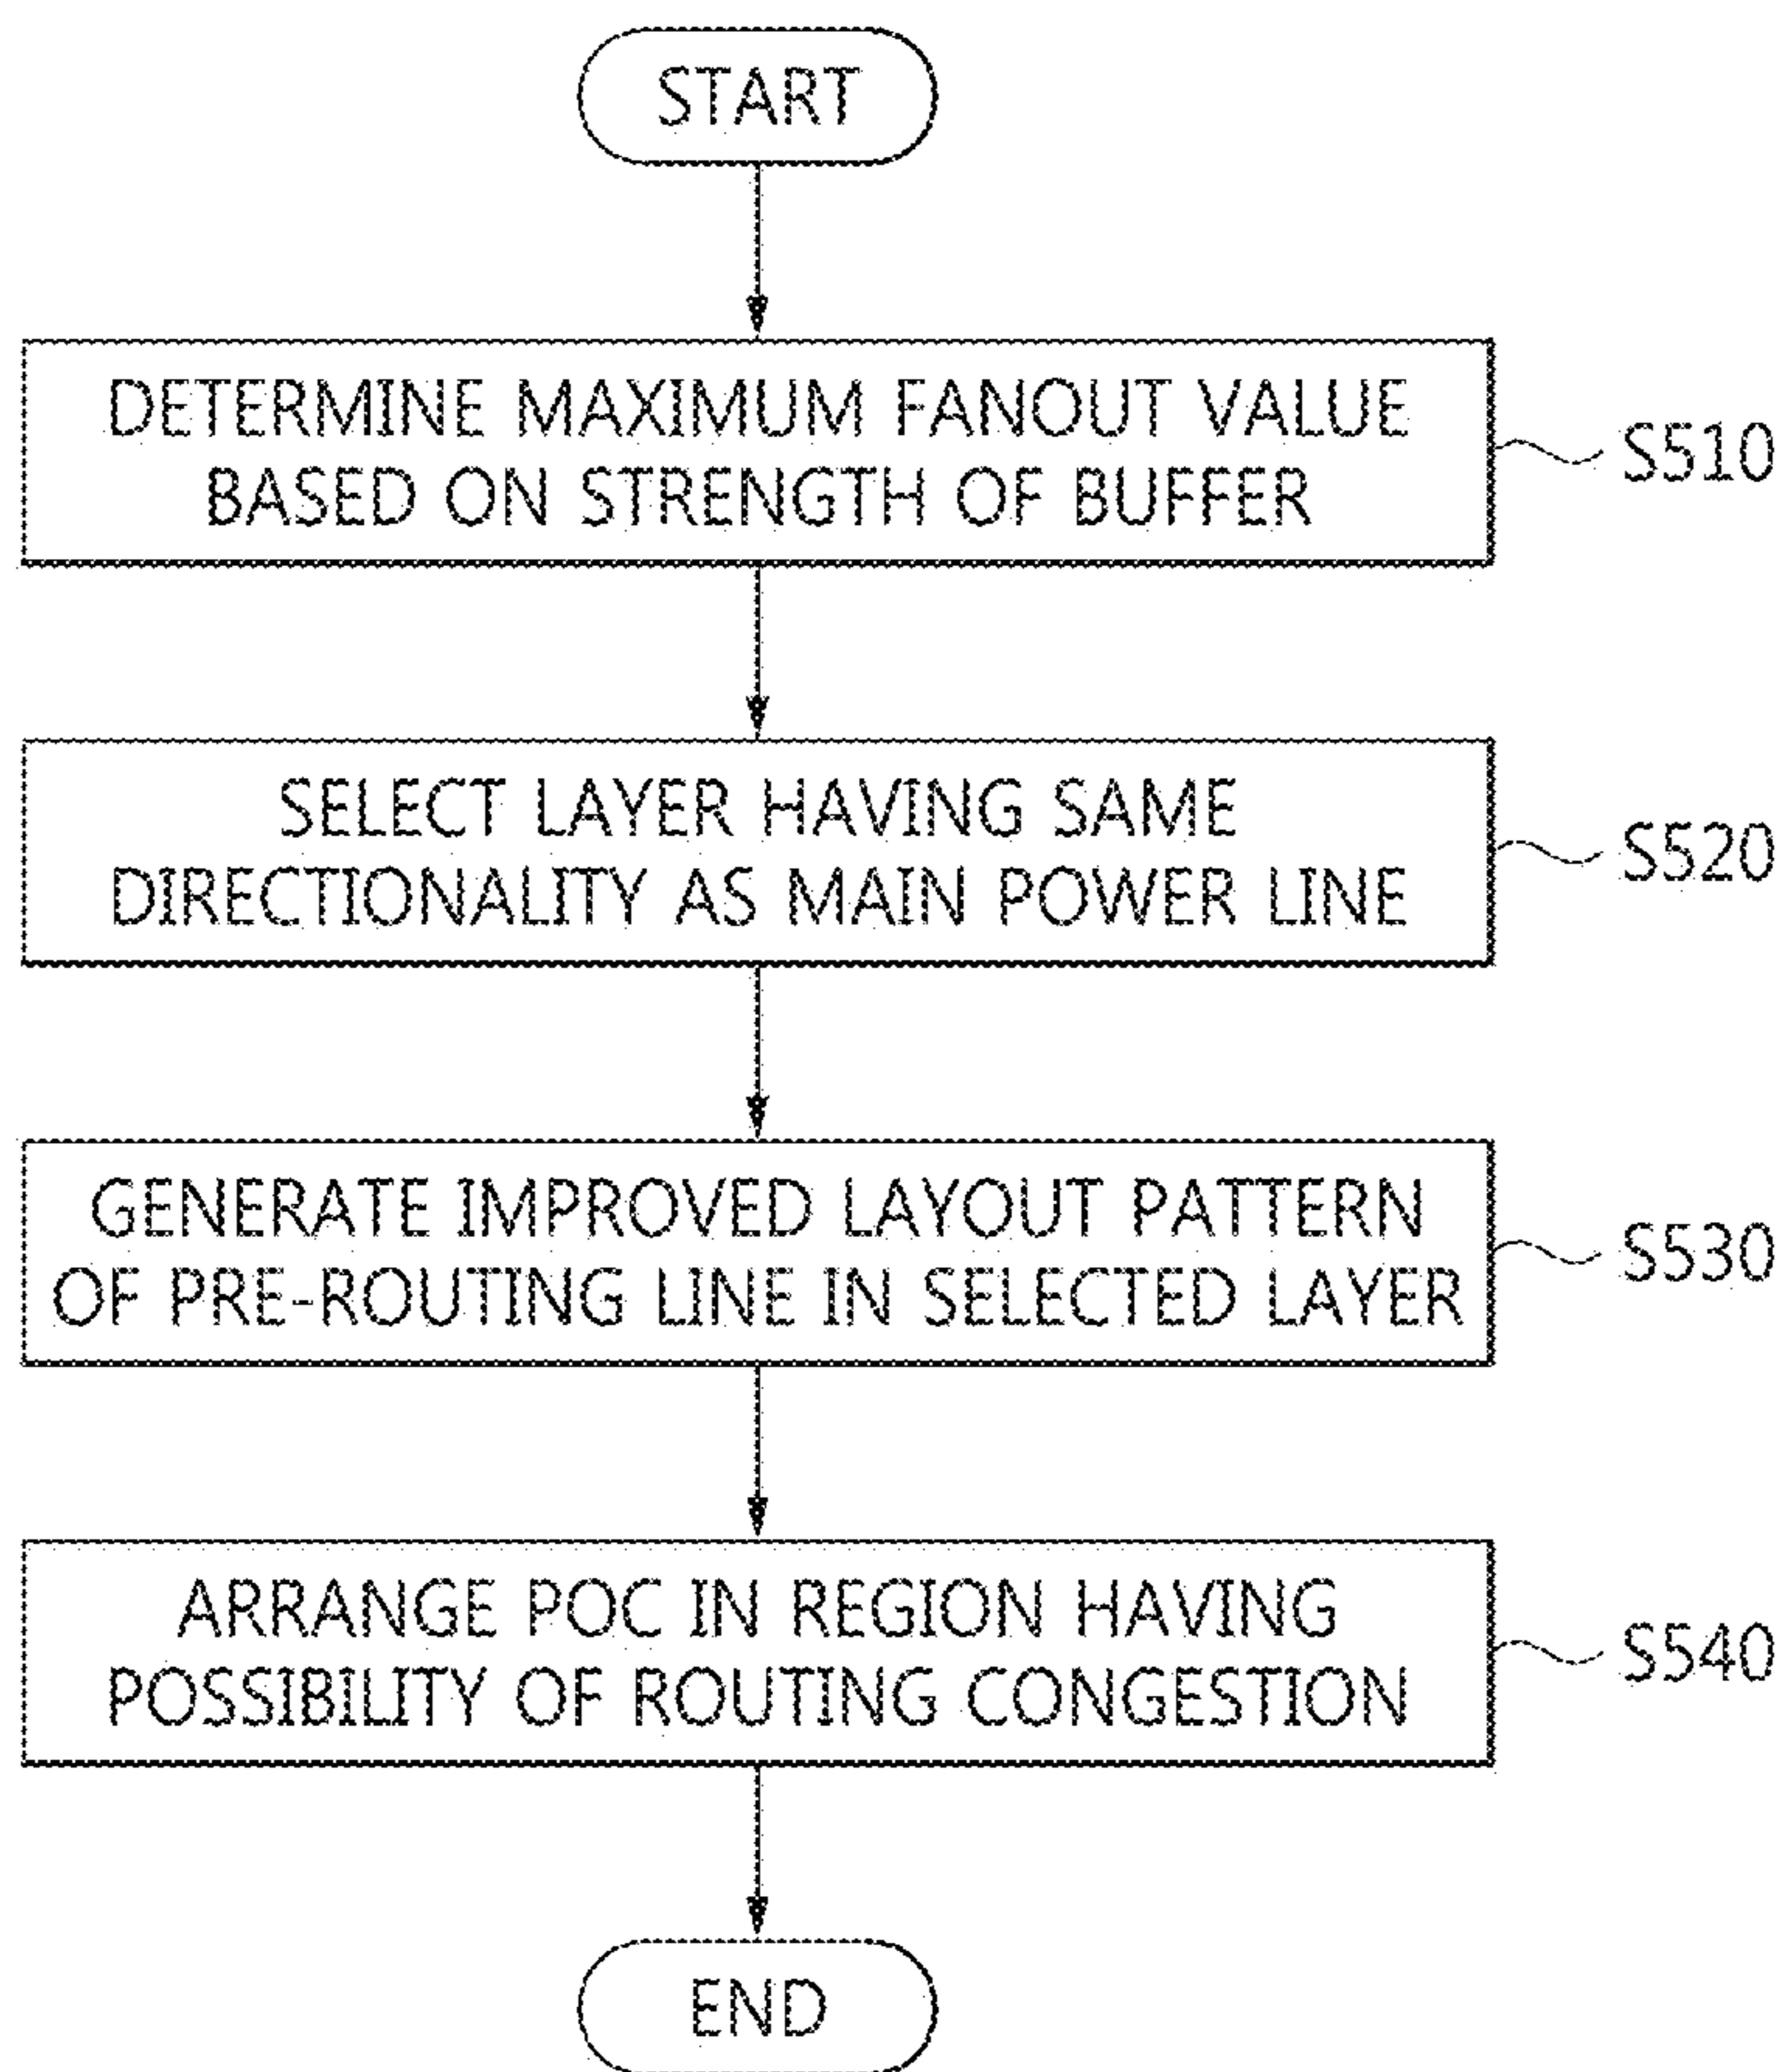 START
DETERMINE MAXIMUM FANOUT VALUE
BASED ON STRENGTH OF BUFFER
S510
SELECT LAYER HAVING SAME
DIRECTIONALITY AS MAIN POWER LINE
S520
GENERATE IMPROVED LAYOUT PATTERN
OF PRE-ROUTING LINE IN SELECTED LAYER
S530
ARRANGE POC IN REGION HAVING
POSSIBILITY OF ROUTING CONGESTION
S540
END